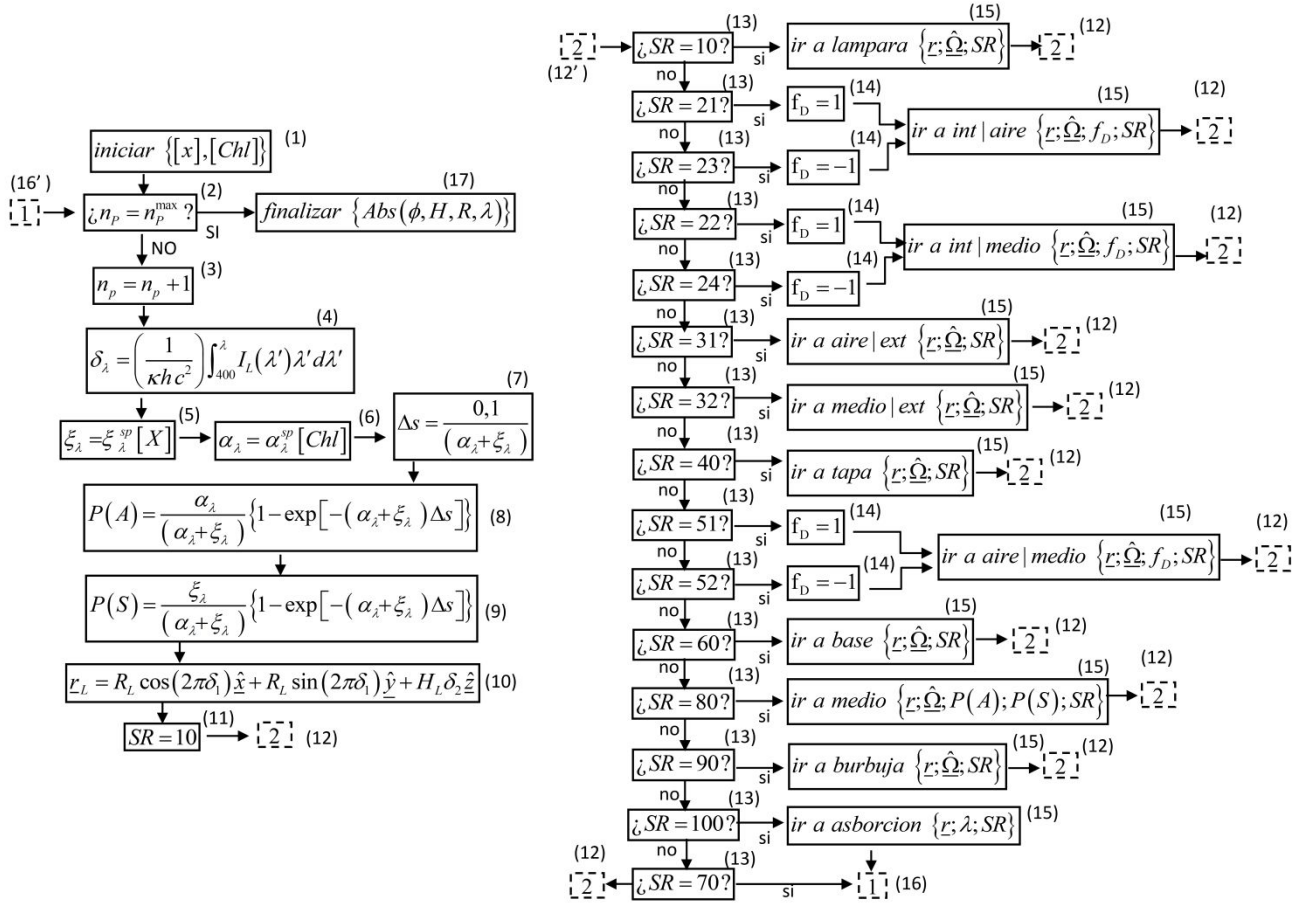 iniciar {[x],[Chl]} (1)
(16')
1
¿n_P = n_P^max ? (2)
SI
finalizar {Abs(ϕ,H,R,λ)} (17)
NO
n_p = n_p +1 (3)
δ_λ = (1/(κhc²)) ∫_400^λ I_L(λ')λ'dλ' (4)
ξ_λ = ξ_λ^sp [X] (5)
α_λ = α_λ^sp [Chl] (6)
Δs = 0,1/(α_λ+ξ_λ) (7)
P(A) = α_λ/(α_λ+ξ_λ) {1−exp[−(α_λ+ξ_λ)Δs]} (8)
P(S) = ξ_λ/(α_λ+ξ_λ) {1−exp[−(α_λ+ξ_λ)Δs]} (9)
r_L = R_L cos(2πδ_1) x̂ + R_L sin(2πδ_1) ŷ + H_L δ_2 ẑ (10)
SR = 10 (11)
2 (12)
2
(12')
¿SR = 10? (13)
si
ir a lampara {r;Ω̂;SR} (15)
2 (12)
no
¿SR = 21? (13)
si
f_D = 1 (14)
ir a int|aire {r;Ω̂;f_D;SR} (15)
2 (12)
no
¿SR = 23? (13)
si
f_D = −1 (14)
no
¿SR = 22? (13)
si
f_D = 1 (14)
ir a int|medio {r;Ω̂;f_D;SR} (15)
2 (12)
no
¿SR = 24? (13)
si
f_D = −1 (14)
no
¿SR = 31? (13)
si
ir a aire|ext {r;Ω̂;SR} (15)
2 (12)
no
¿SR = 32? (13)
si
ir a medio|ext {r;Ω̂;SR} (15)
2 (12)
no
¿SR = 40? (13)
si
ir a tapa {r;Ω̂;SR} (15)
2 (12)
no
¿SR = 51? (13)
si
f_D = 1 (14)
ir a aire|medio {r;Ω̂;f_D;SR} (15)
2 (12)
no
¿SR = 52? (13)
si
f_D = −1 (14)
no
¿SR = 60? (13)
si
ir a base {r;Ω̂;SR} (15)
2 (12)
no
¿SR = 80? (13)
si
ir a medio {r;Ω̂;P(A);P(S);SR} (15)
2 (12)
no
¿SR = 90? (13)
si
ir a burbuja {r;Ω̂;SR} (15)
2 (12)
no
¿SR = 100? (13)
si
ir a asborcion {r;λ;SR} (15)
no
(12)
2
¿SR = 70? (13)
si
1 (16)